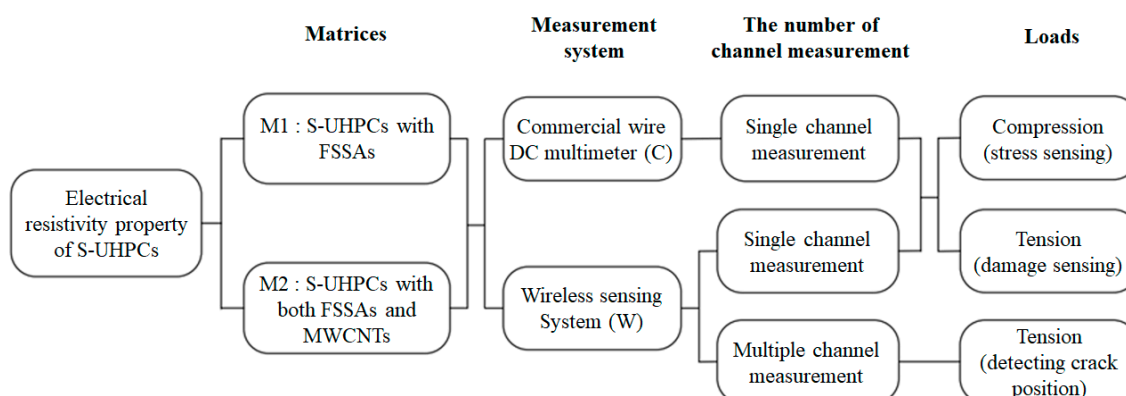 Matrices
Measurement
system
The number of
channel measurement
Loads
Electrical
resistivity property
of S-UHPCs
M1 : S-UHPCs with
FSSAs
M2 : S-UHPCs with
both FSSAs and
MWCNTs
Commercial wire
DC multimeter (C)
Wireless sensing
System (W)
Single channel
measurement
Single channel
measurement
Multiple channel
measurement
Compression
(stress sensing)
Tension
(damage sensing)
Tension
(detecting crack
position)